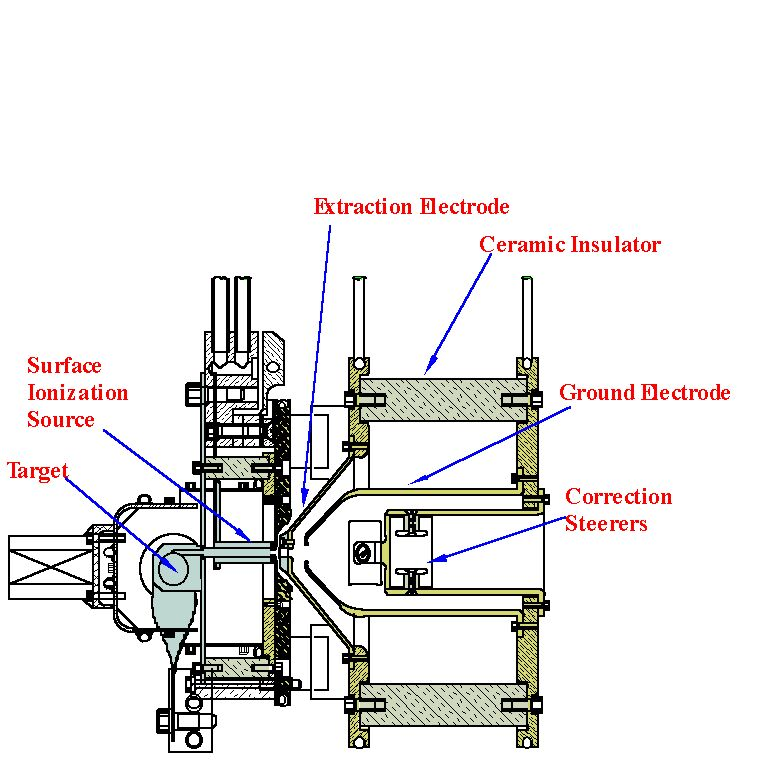 Extraction Electrode
Ceramic Insulator
Surface
Ionization
Source
Ground Electrode
Target
Correction
Steerers